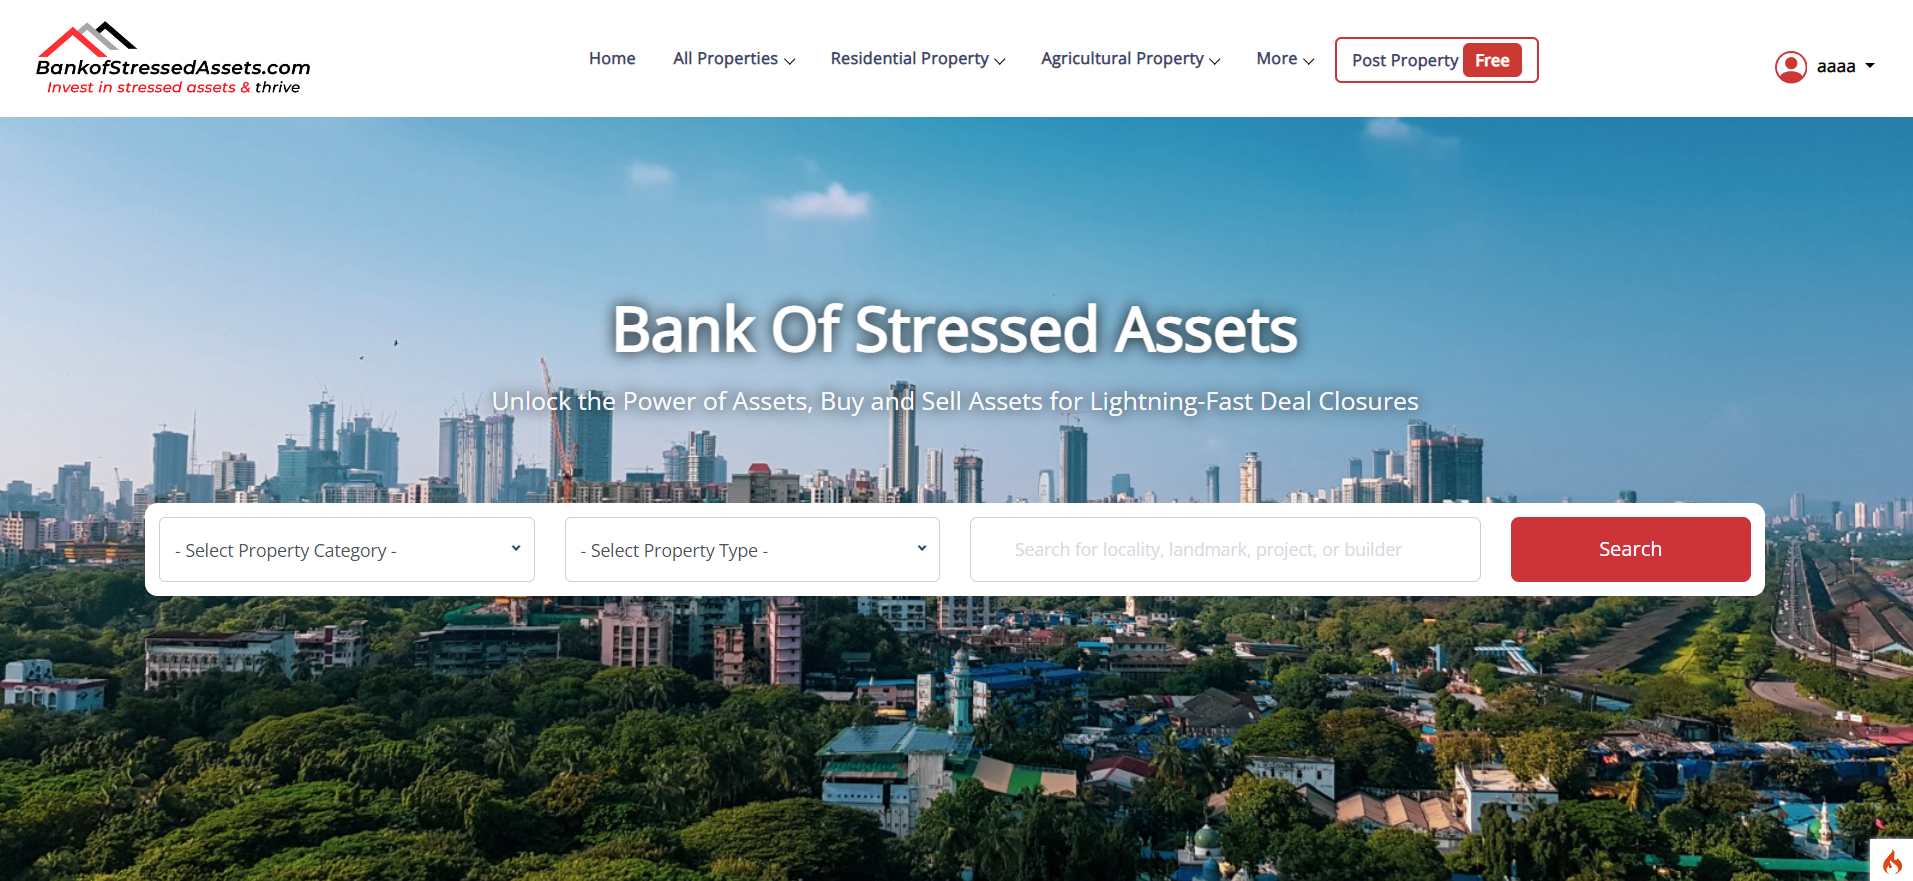 BankofStressedAssets.com
Invest in stressed assets & thrive
Home
All Properties
Residential Property
Agricultural Property
More
Post Property Free
aaaa
Bank Of Stressed Assets
Unlock the Power of Assets, Buy and Sell Assets for Lightning-Fast Deal Closures
- Select Property Category -
- Select Property Type -
Search for locality, landmark, project, or builder
Search